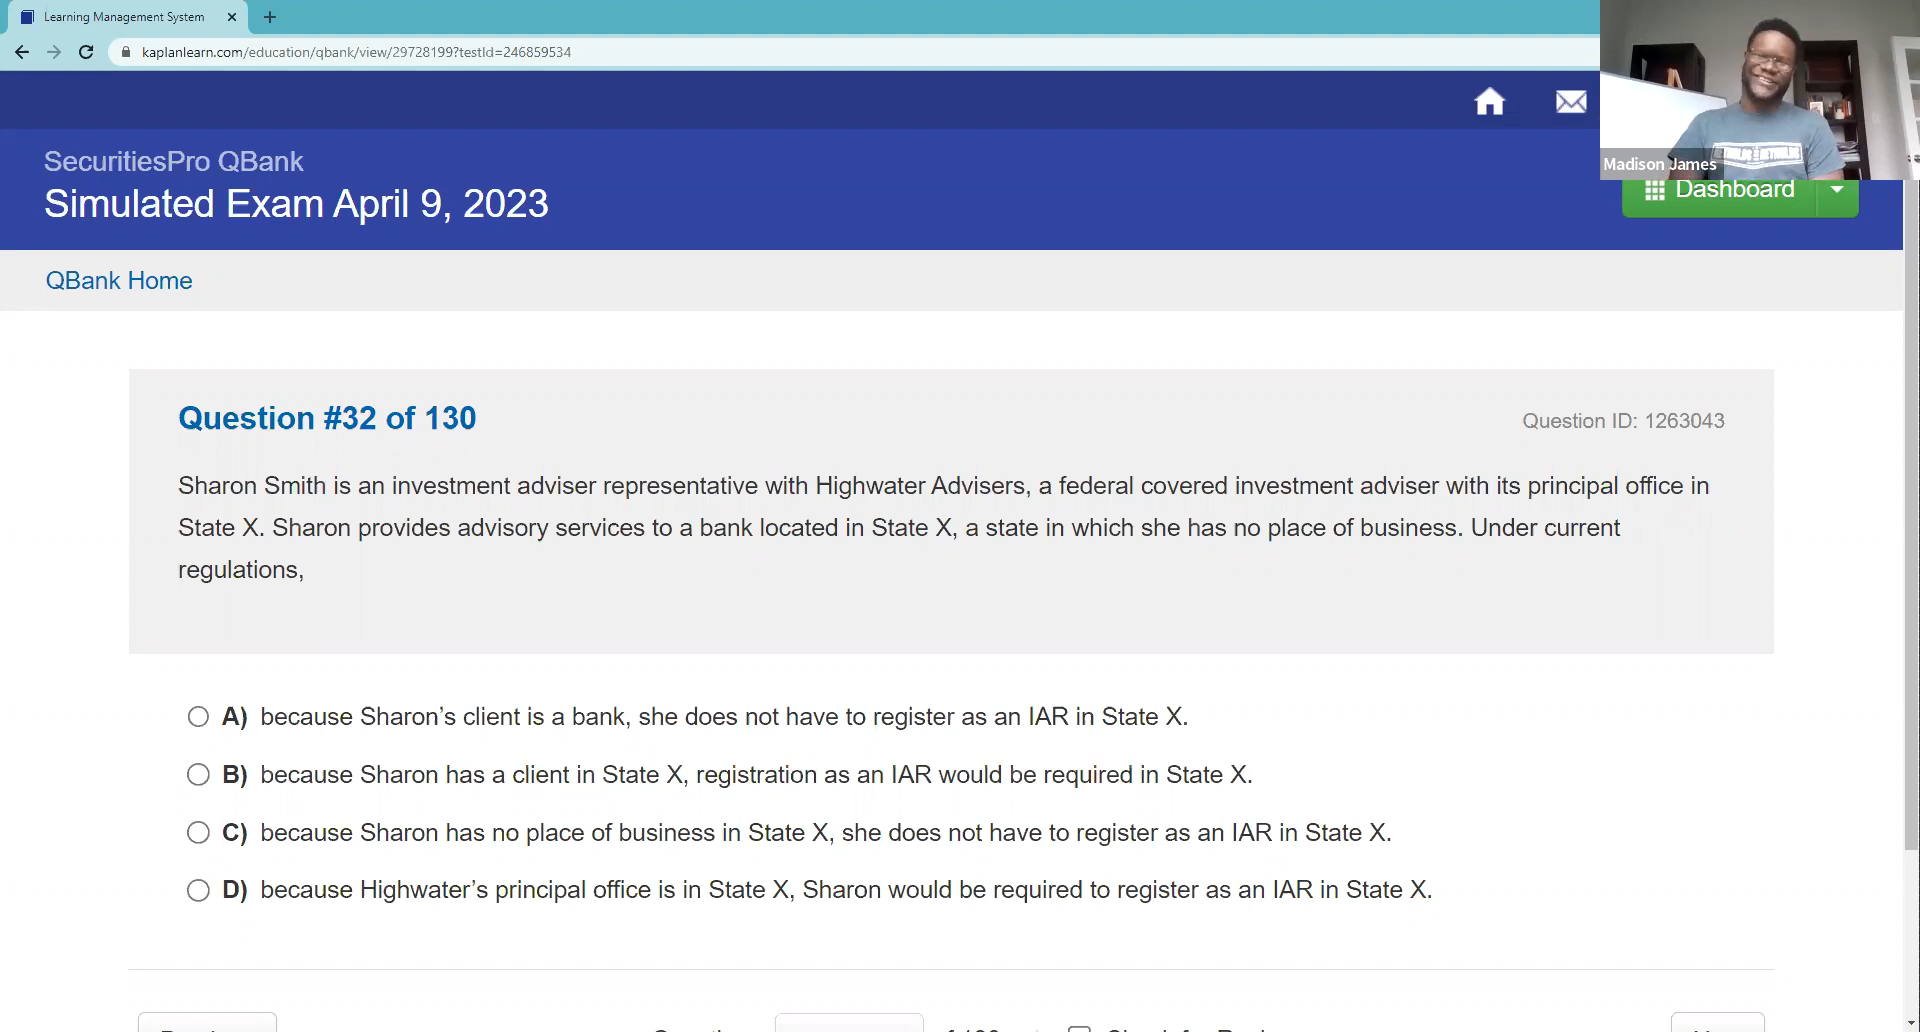 Learning Management System
kaplanlearn.com/education/qbank/view/29728199?testId=246859534
Madison James
SecuritiesPro QBank
Simulated Exam April 9, 2023
Dashboard
QBank Home
Question #32 of 130
Question ID: 1263043
Sharon Smith is an investment adviser representative with Highwater Advisers, a federal covered investment adviser with its principal office in
State X. Sharon provides advisory services to a bank located in State X, a state in which she has no place of business. Under current
regulations,
A) because Sharon’s client is a bank, she does not have to register as an IAR in State X.
B) because Sharon has a client in State X, registration as an IAR would be required in State X.
C) because Sharon has no place of business in State X, she does not have to register as an IAR in State X.
D) because Highwater’s principal office is in State X, Sharon would be required to register as an IAR in State X.